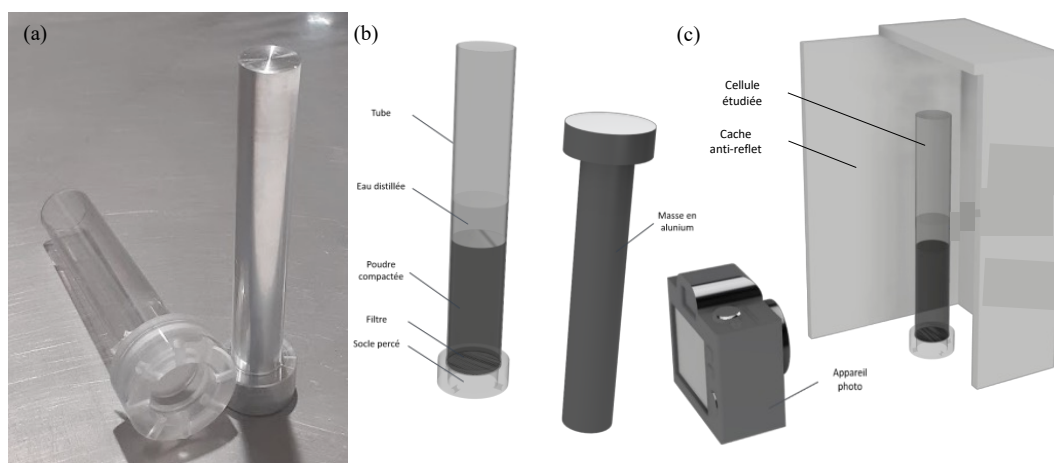 (a)
(b)
Tube
Eau distillée
Poudre
compactée
Filtre
Socle percé
Masse en
alunium
(c)
Cellule
étudiée
Cache
anti-reflet
Appareil
photo